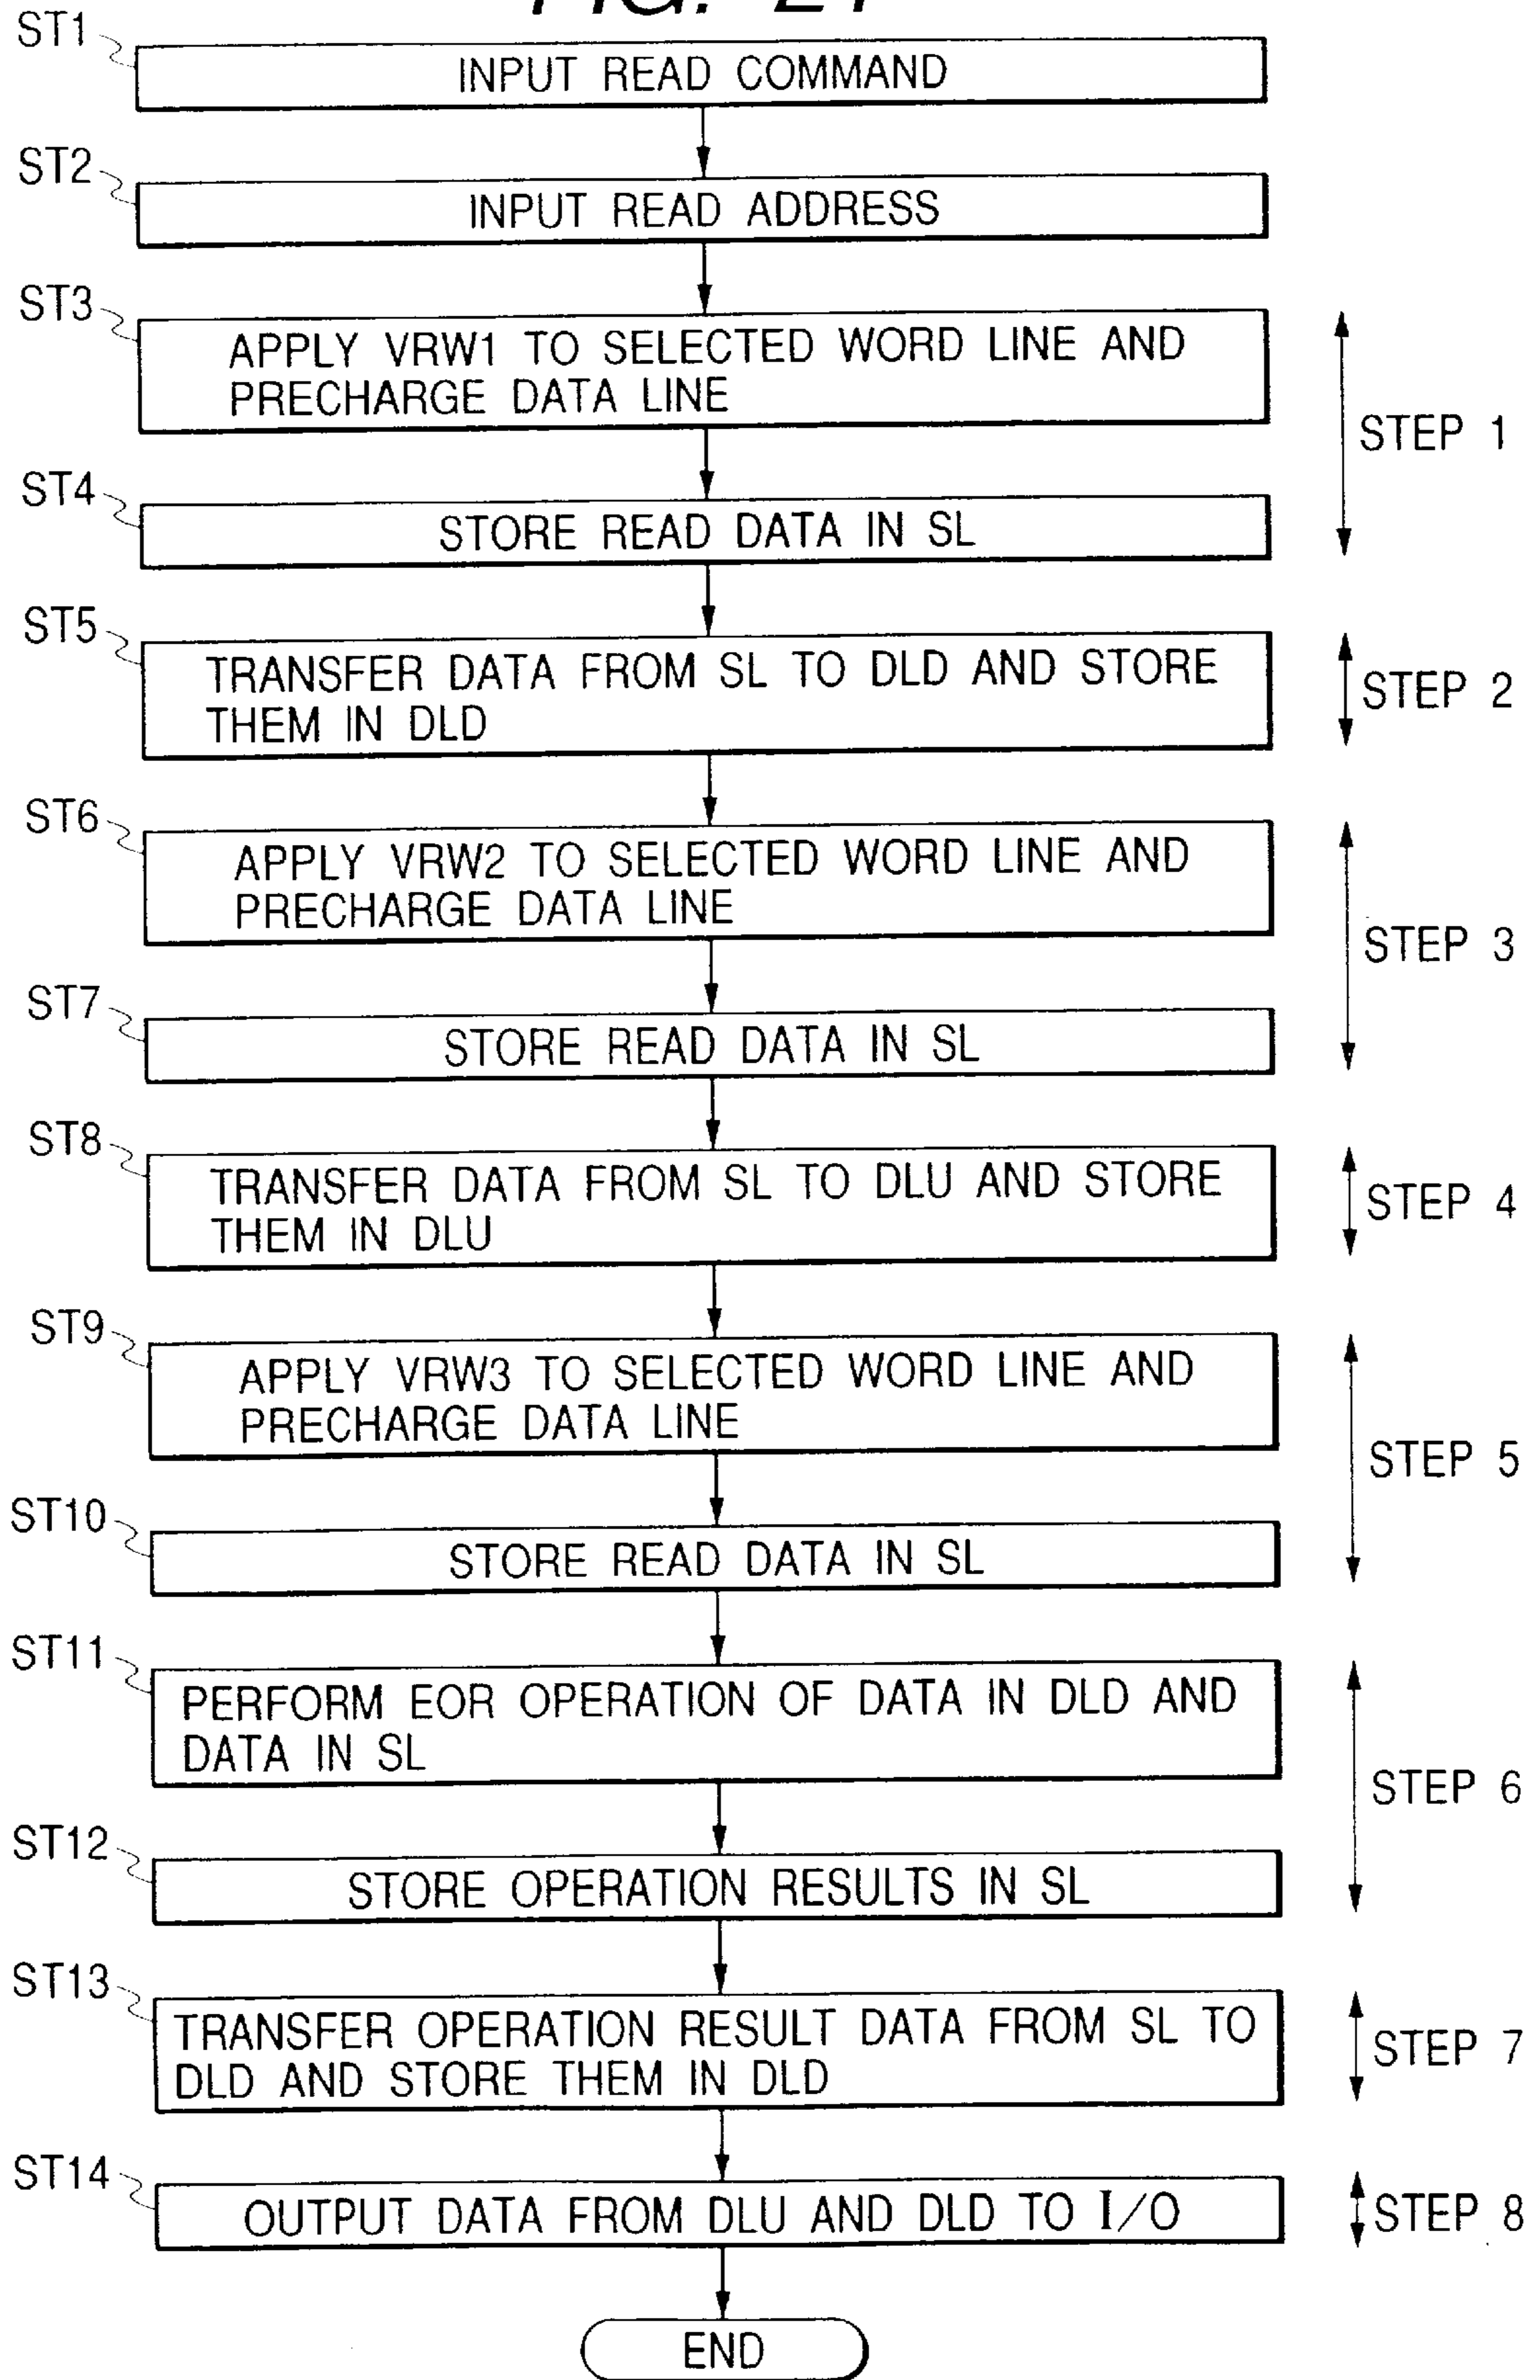 ST1
INPUT READ COMMAND
ST2
INPUT READ ADDRESS
ST3
APPLY VRW1 TO SELECTED WORD LINE AND
PRECHARGE DATA LINE
STEP 1
ST4
STORE READ DATA IN SL
ST5
TRANSFER DATA FROM SL TO DLD AND STORE
THEM IN DLD
STEP 2
ST6
APPLY VRW2 TO SELECTED WORD LINE AND
PRECHARGE DATA LINE
STEP 3
ST7
STORE READ DATA IN SL
ST8
TRANSFER DATA FROM SL TO DLU AND STORE
THEM IN DLU
STEP 4
ST9
APPLY VRW3 TO SELECTED WORD LINE AND
PRECHARGE DATA LINE
STEP 5
ST10
STORE READ DATA IN SL
ST11
PERFORM EOR OPERATION OF DATA IN DLD AND
DATA IN SL
STEP 6
ST12
STORE OPERATION RESULTS IN SL
ST13
TRANSFER OPERATION RESULT DATA FROM SL TO
DLD AND STORE THEM IN DLD
STEP 7
ST14
OUTPUT DATA FROM DLU AND DLD TO I/O
STEP 8
END